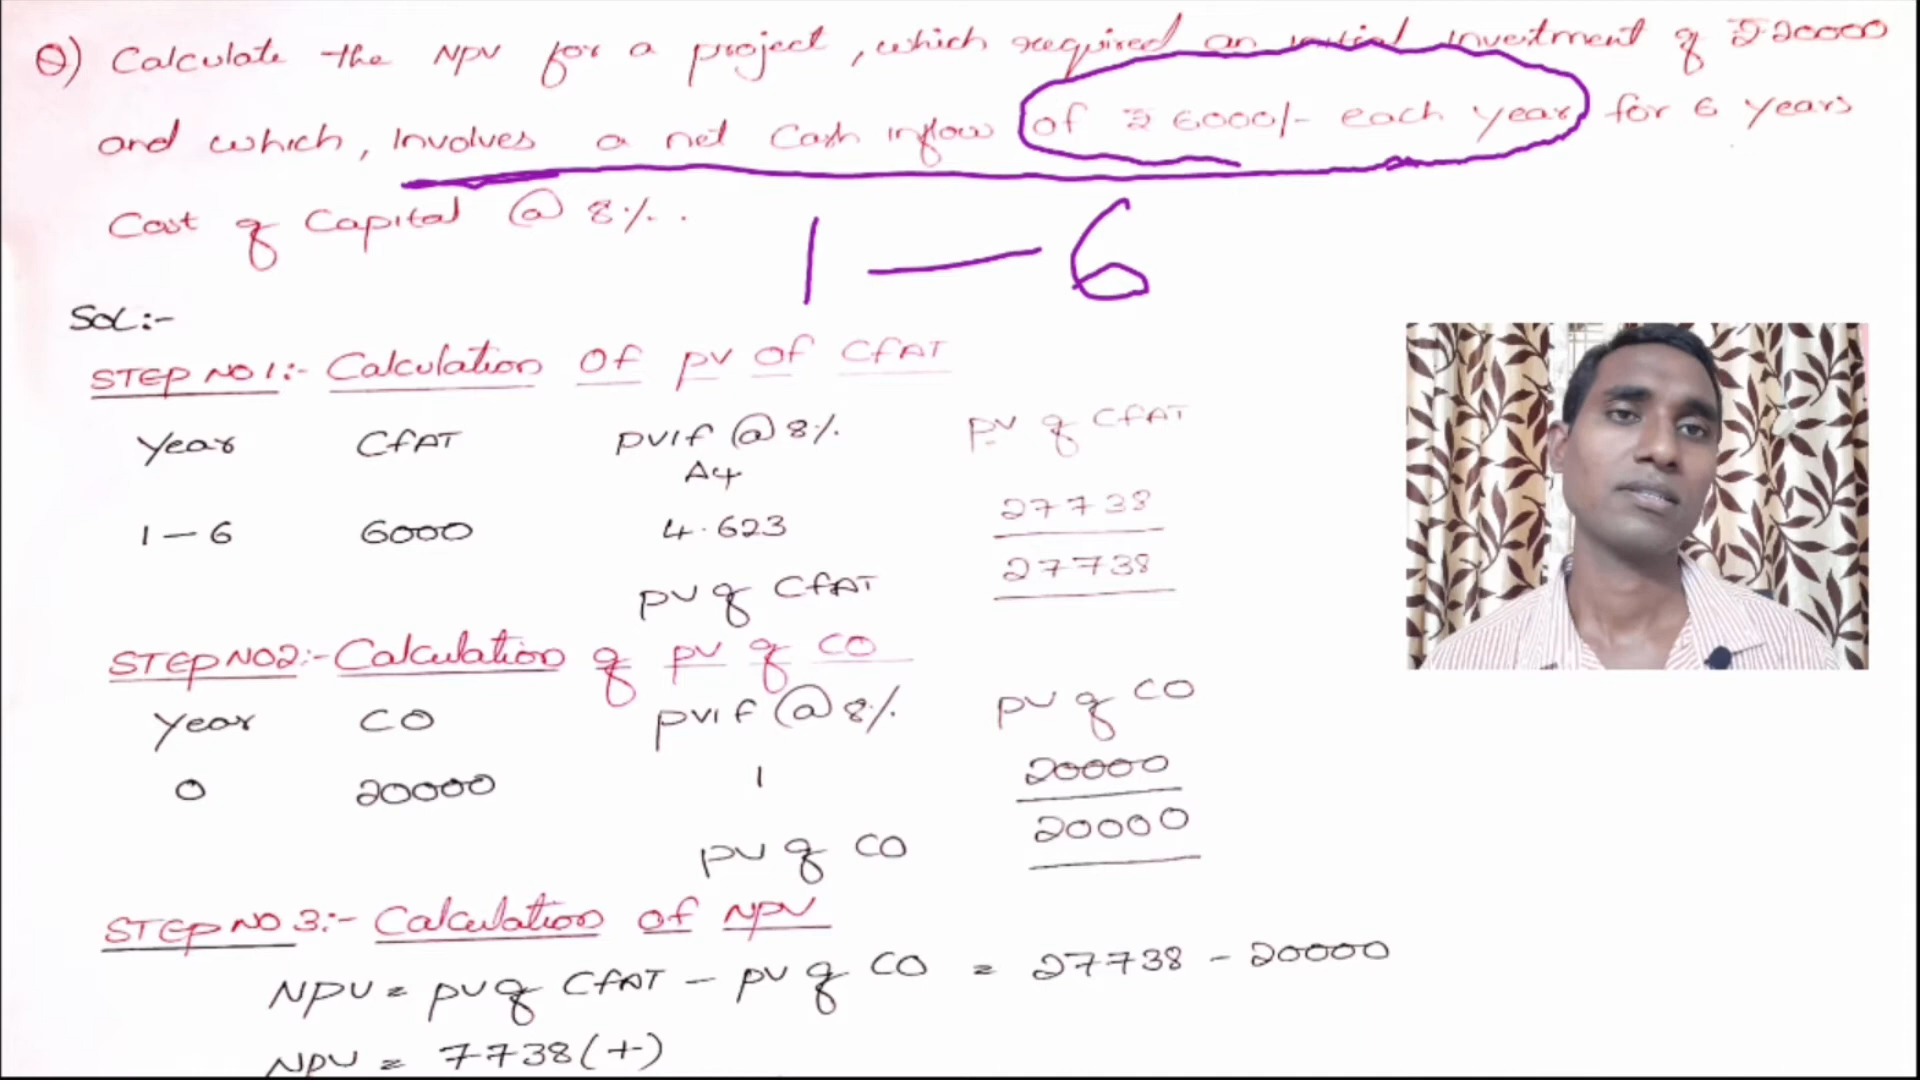 Q) Calculate the NPV for a project, which required an initial investment of ₹20000
and which, involves a net cash inflow of ₹6000/- each year for 6 years
Cost of Capital @ 8%.
1 — 6
SOL:-
STEP NO 1:- Calculation of PV of CFAT
Year CFAT PVIF @ 8% PV of CFAT
A4
1 – 6 6000 4.623 27738
PV of CFAT 27738
STEP NO2:- Calculation of PV of CO
Year CO PVIF @ 8% PV of CO
0 20000 1 20000
PV of CO 20000
STEP NO 3:- Calculation of NPV
NPV = PV of CFAT – PV of CO = 27738 – 20000
NPV = 7738(+)